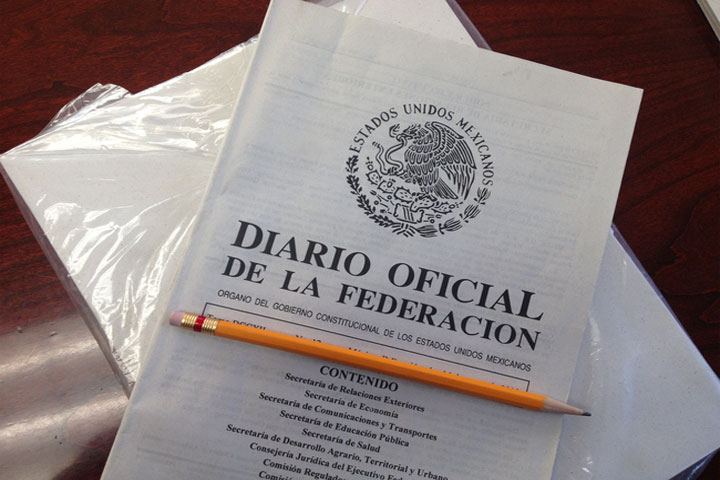 ESTADOS UNIDOS MEXICANOS
DIARIO OFICIAL
DE LA FEDERACION
ORGANO DEL GOBIERNO CONSTITUCIONAL DE LOS ESTADOS UNIDOS MEXICANOS
CONTENIDO
Secretaría de Relaciones Exteriores
Secretaría de Economía
Secretaría de Comunicaciones y Transportes
Secretaría de Educación Pública
Secretaría de Salud
Secretaría de Desarrollo Agrario, Territorial y Urbano
Consejería Jurídica del Ejecutivo
Comisión
Comisión